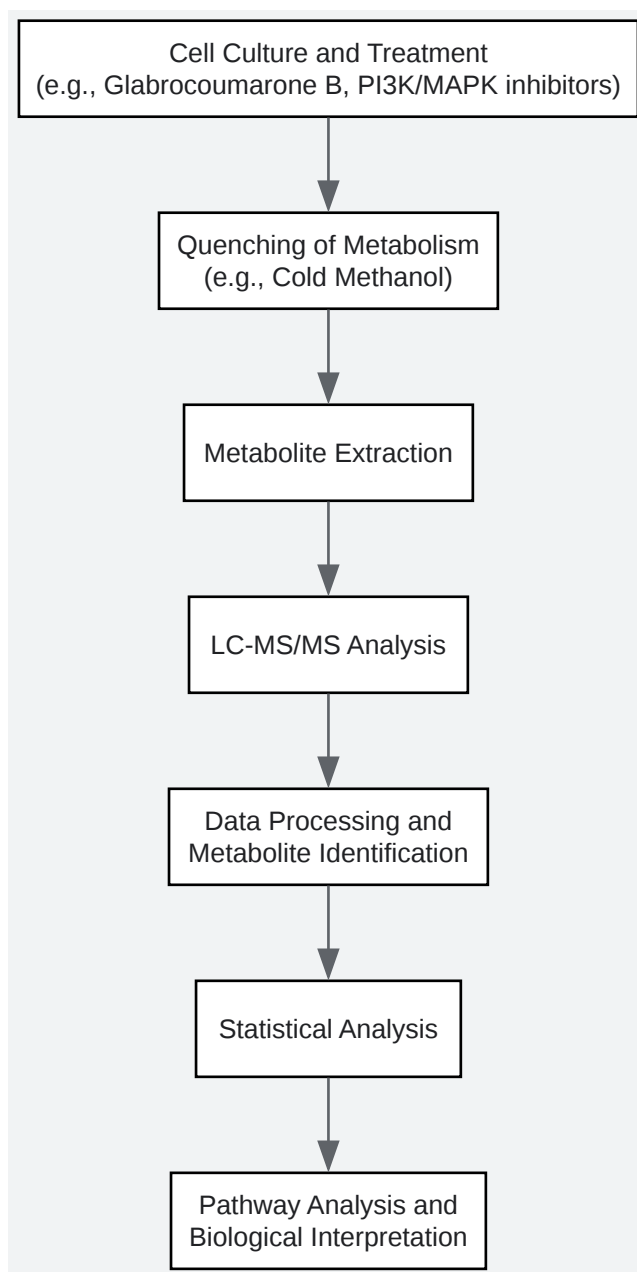 Cell Culture and Treatment
(e.g., Glabrocoumarone B, PI3K/MAPK inhibitors)
Quenching of Metabolism
(e.g., Cold Methanol)
Metabolite Extraction
LC-MS/MS Analysis
Data Processing and
Metabolite Identification
Statistical Analysis
Pathway Analysis and
Biological Interpretation